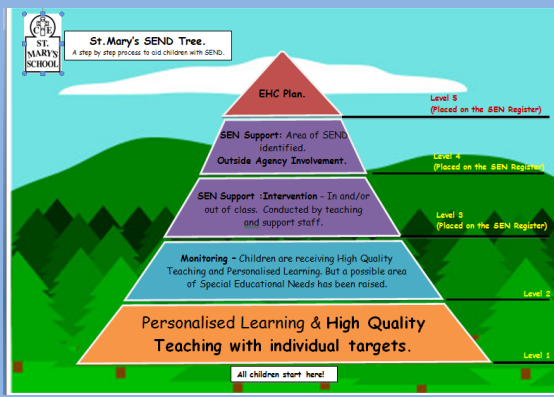 C E
ST.
MARY'S
SCHOOL
St.Mary's SEND Tree.
A step by step process to aid children with SEND.
EHC Plan.
Level 5
(Placed on the SEN Register)
SEN Support: Area of SEND
identified.
Outside Agency Involvement.
Level 4
(Placed on the SEN Register)
SEN Support :Intervention – In and/or
out of class. Conducted by teaching
and support staff.
Level 3
(Placed on the SEN Register)
Monitoring – Children are receiving High Quality
Teaching and Personalised Learning. But a possible area
of Special Educational Needs has been raised.
Level 2
Personalised Learning & High Quality
Teaching with individual targets.
Level 1
All children start here!